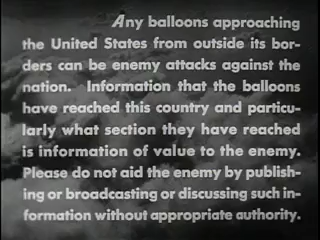 Any balloons approaching
the United States from outside its bor-
ders can be enemy attacks against the
nation. Information that the balloons
have reached this country and particu-
larly what section they have reached
is information of value to the enemy.
Please do not aid the enemy by publish-
ing or broadcasting or discussing such in-
formation without appropriate authority.